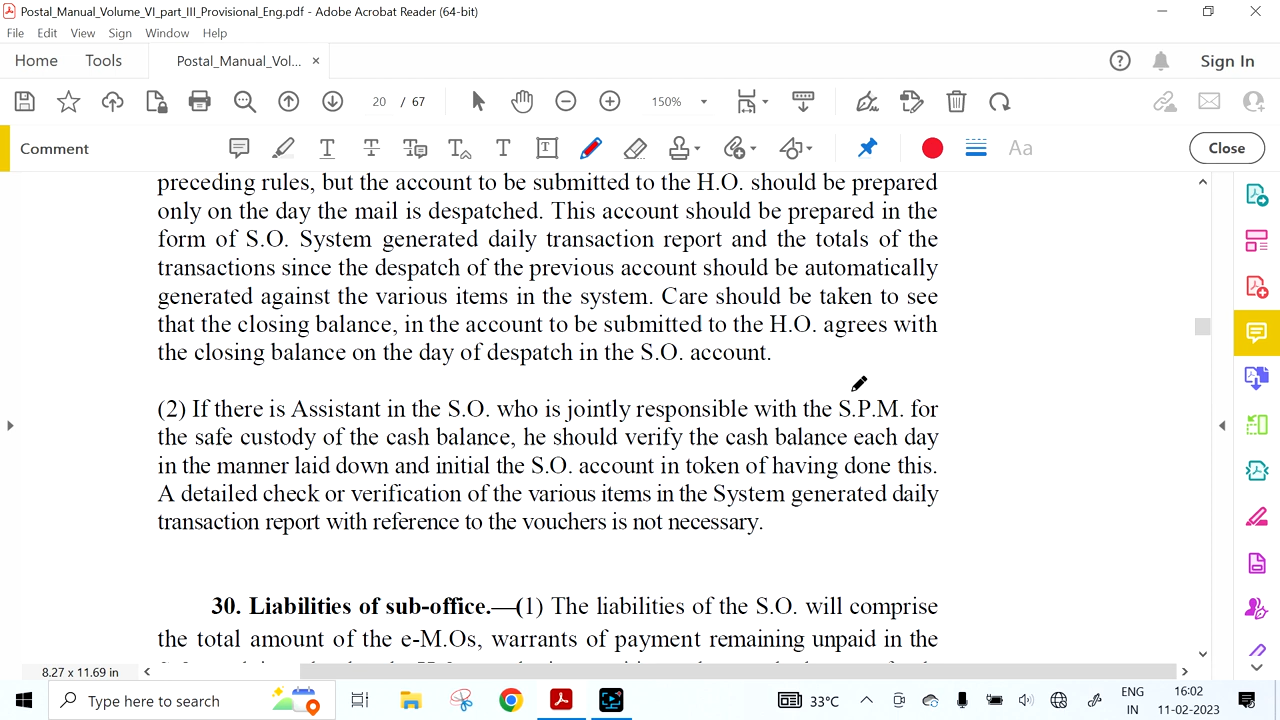 Postal_Manual_Volume_VI_part_III_Provisional_Eng.pdf - Adobe Acrobat Reader (64-bit)
File Edit View Sign Window Help
Home Tools Postal_Manual_Vol... × Sign In
20 / 67 150%
Comment Aa Close
preceding rules, but the account to be submitted to the H.O. should be prepared
only on the day the mail is despatched. This account should be prepared in the
form of S.O. System generated daily transaction report and the totals of the
transactions since the despatch of the previous account should be automatically
generated against the various items in the system. Care should be taken to see
that the closing balance, in the account to be submitted to the H.O. agrees with
the closing balance on the day of despatch in the S.O. account.
(2) If there is Assistant in the S.O. who is jointly responsible with the S.P.M. for
the safe custody of the cash balance, he should verify the cash balance each day
in the manner laid down and initial the S.O. account in token of having done this.
A detailed check or verification of the various items in the System generated daily
transaction report with reference to the vouchers is not necessary.
30. Liabilities of sub-office.—(1) The liabilities of the S.O. will comprise
the total amount of the e-M.Os, warrants of payment remaining unpaid in the
8.27 x 11.69 in
Type here to search 33°C ENG 16:02
IN 11-02-2023